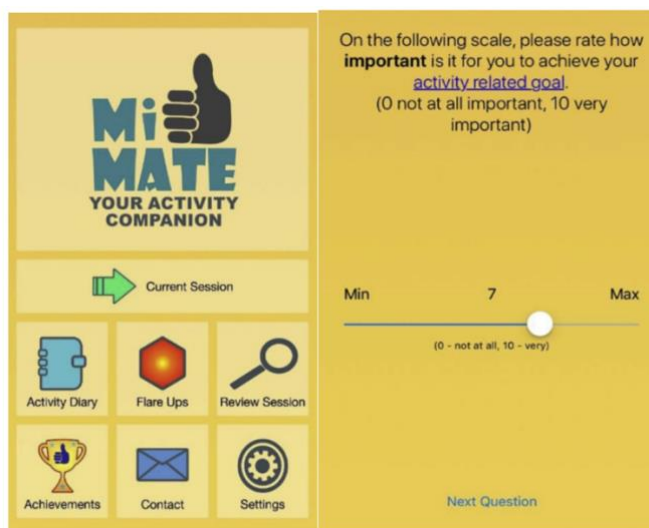 Mi
MATE
YOUR ACTIVITY
COMPANION
Current Session
Activity Diary
Flare Ups
Review Session
Achievements
Contact
Settings
On the following scale, please rate how
important is it for you to achieve your
activity related goal.
(0 not at all important, 10 very
important)
Min 7 Max
(0 - not at all, 10 - very)
Next Question